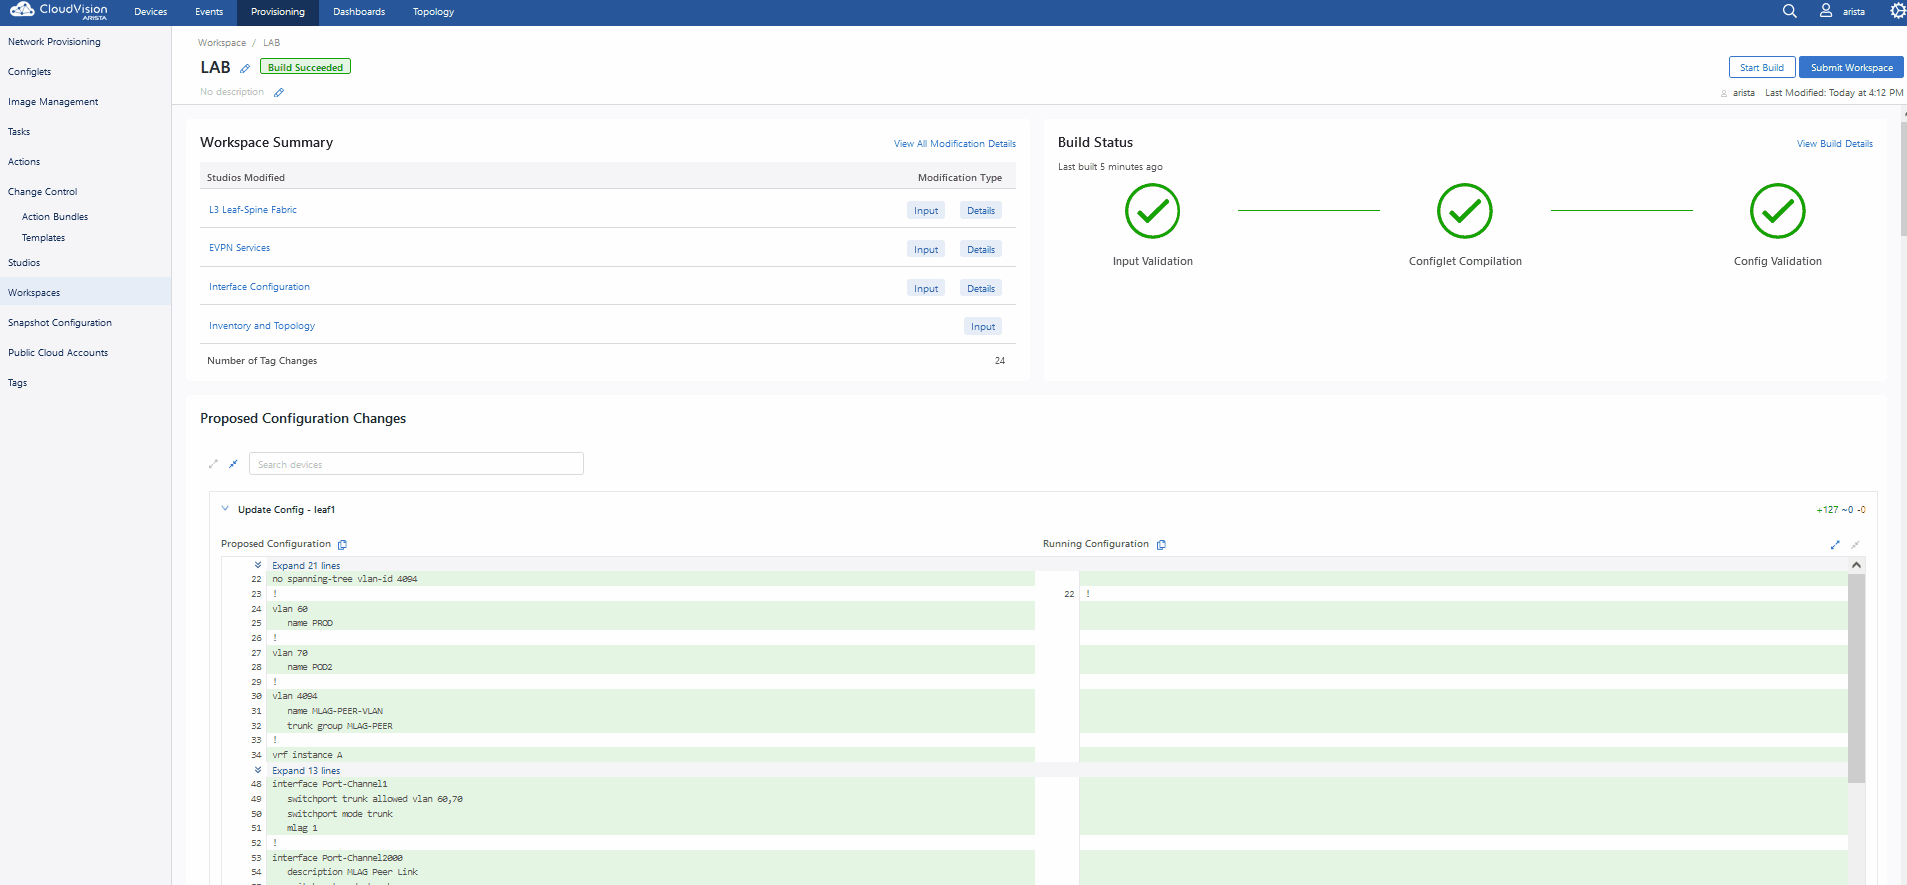 CloudVision
ARISTA
Devices
Events
Provisioning
Dashboards
Topology
arista
Network Provisioning
Configlets
Image Management
Tasks
Actions
Change Control
Action Bundles
Templates
Studios
Workspaces
Snapshot Configuration
Public Cloud Accounts
Tags
Workspace / LAB
LAB Build Succeeded
No description
Start Build Submit Workspace
arista Last Modified: Today at 4:12 PM
Workspace Summary View All Modification Details
Studios Modified Modification Type
L3 Leaf-Spine Fabric Input Details
EVPN Services Input Details
Interface Configuration Input Details
Inventory and Topology Input
Number of Tag Changes 24
Build Status View Build Details
Last built 5 minutes ago
Input Validation Configlet Compilation Config Validation
Proposed Configuration Changes
Search devices
Update Config - leaf1 +127 ~0 -0
Proposed Configuration Running Configuration
Expand 21 lines
22 no spanning-tree vlan-id 4094
23 ! 22 !
24 vlan 60
25 name PROD
26 !
27 vlan 70
28 name POD2
29 !
30 vlan 4094
31 name MLAG-PEER-VLAN
32 trunk group MLAG-PEER
33 !
34 vrf instance A
Expand 13 lines
48 interface Port-Channel1
49 switchport trunk allowed vlan 60,70
50 switchport mode trunk
51 mlag 1
52 !
53 interface Port-Channel2000
54 description MLAG Peer Link